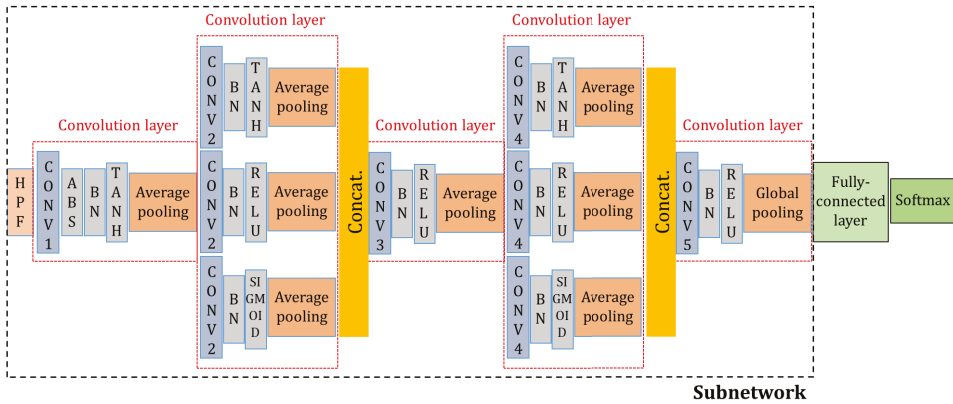 Convolution layer
Convolution layer
Convolution layer
Convolution layer
Convolution layer
HPF
CONV1
ABS
BN
TANH
Average
pooling
CONV2
BN
TANH
Average
pooling
CONV2
BN
RELU
Average
pooling
CONV2
BN
SIGMOID
Average
pooling
Concat.
CONV3
BN
RELU
Average
pooling
CONV4
BN
TANH
Average
pooling
CONV4
BN
RELU
Average
pooling
CONV4
BN
SIGMOID
Average
pooling
Concat.
CONV5
BN
RELU
Global
pooling
Fully-
connected
layer
Softmax
Subnetwork